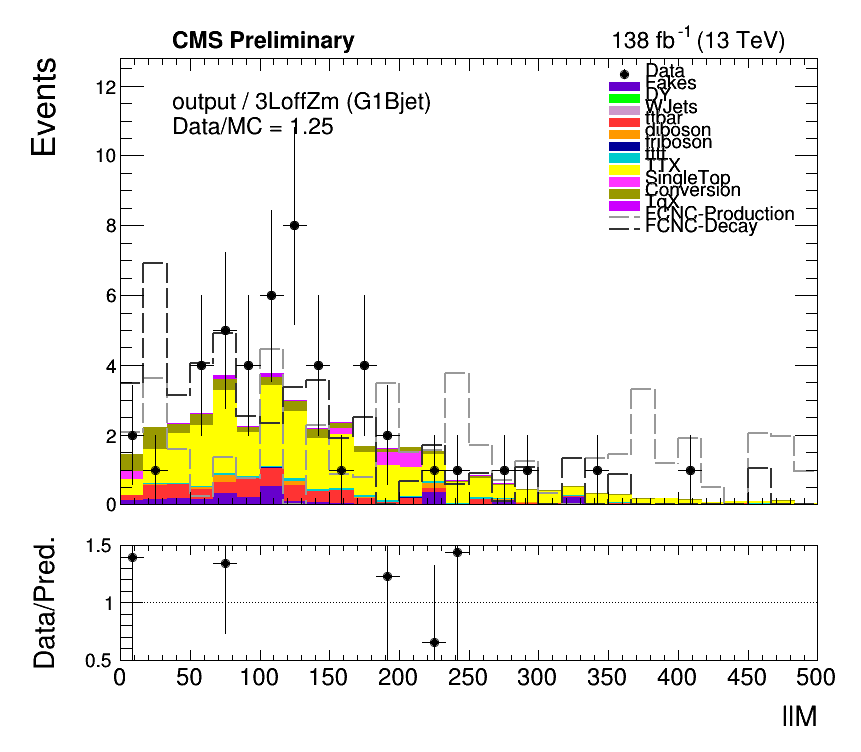 CMS Preliminary
138 fb-1 (13 TeV)
Events
output / 3LoffZm (G1Bjet)
Data/MC = 1.25
Data
Fakes
DY
WJets
ttbar
diboson
triboson
tttt
TTX
SingleTop
Conversion
TqX
FCNC-Production
FCNC-Decay
12
10
8
6
4
2
0
Data/Pred.
1.5
1
0.5
0 50 100 150 200 250 300 350 400 450 500
llM